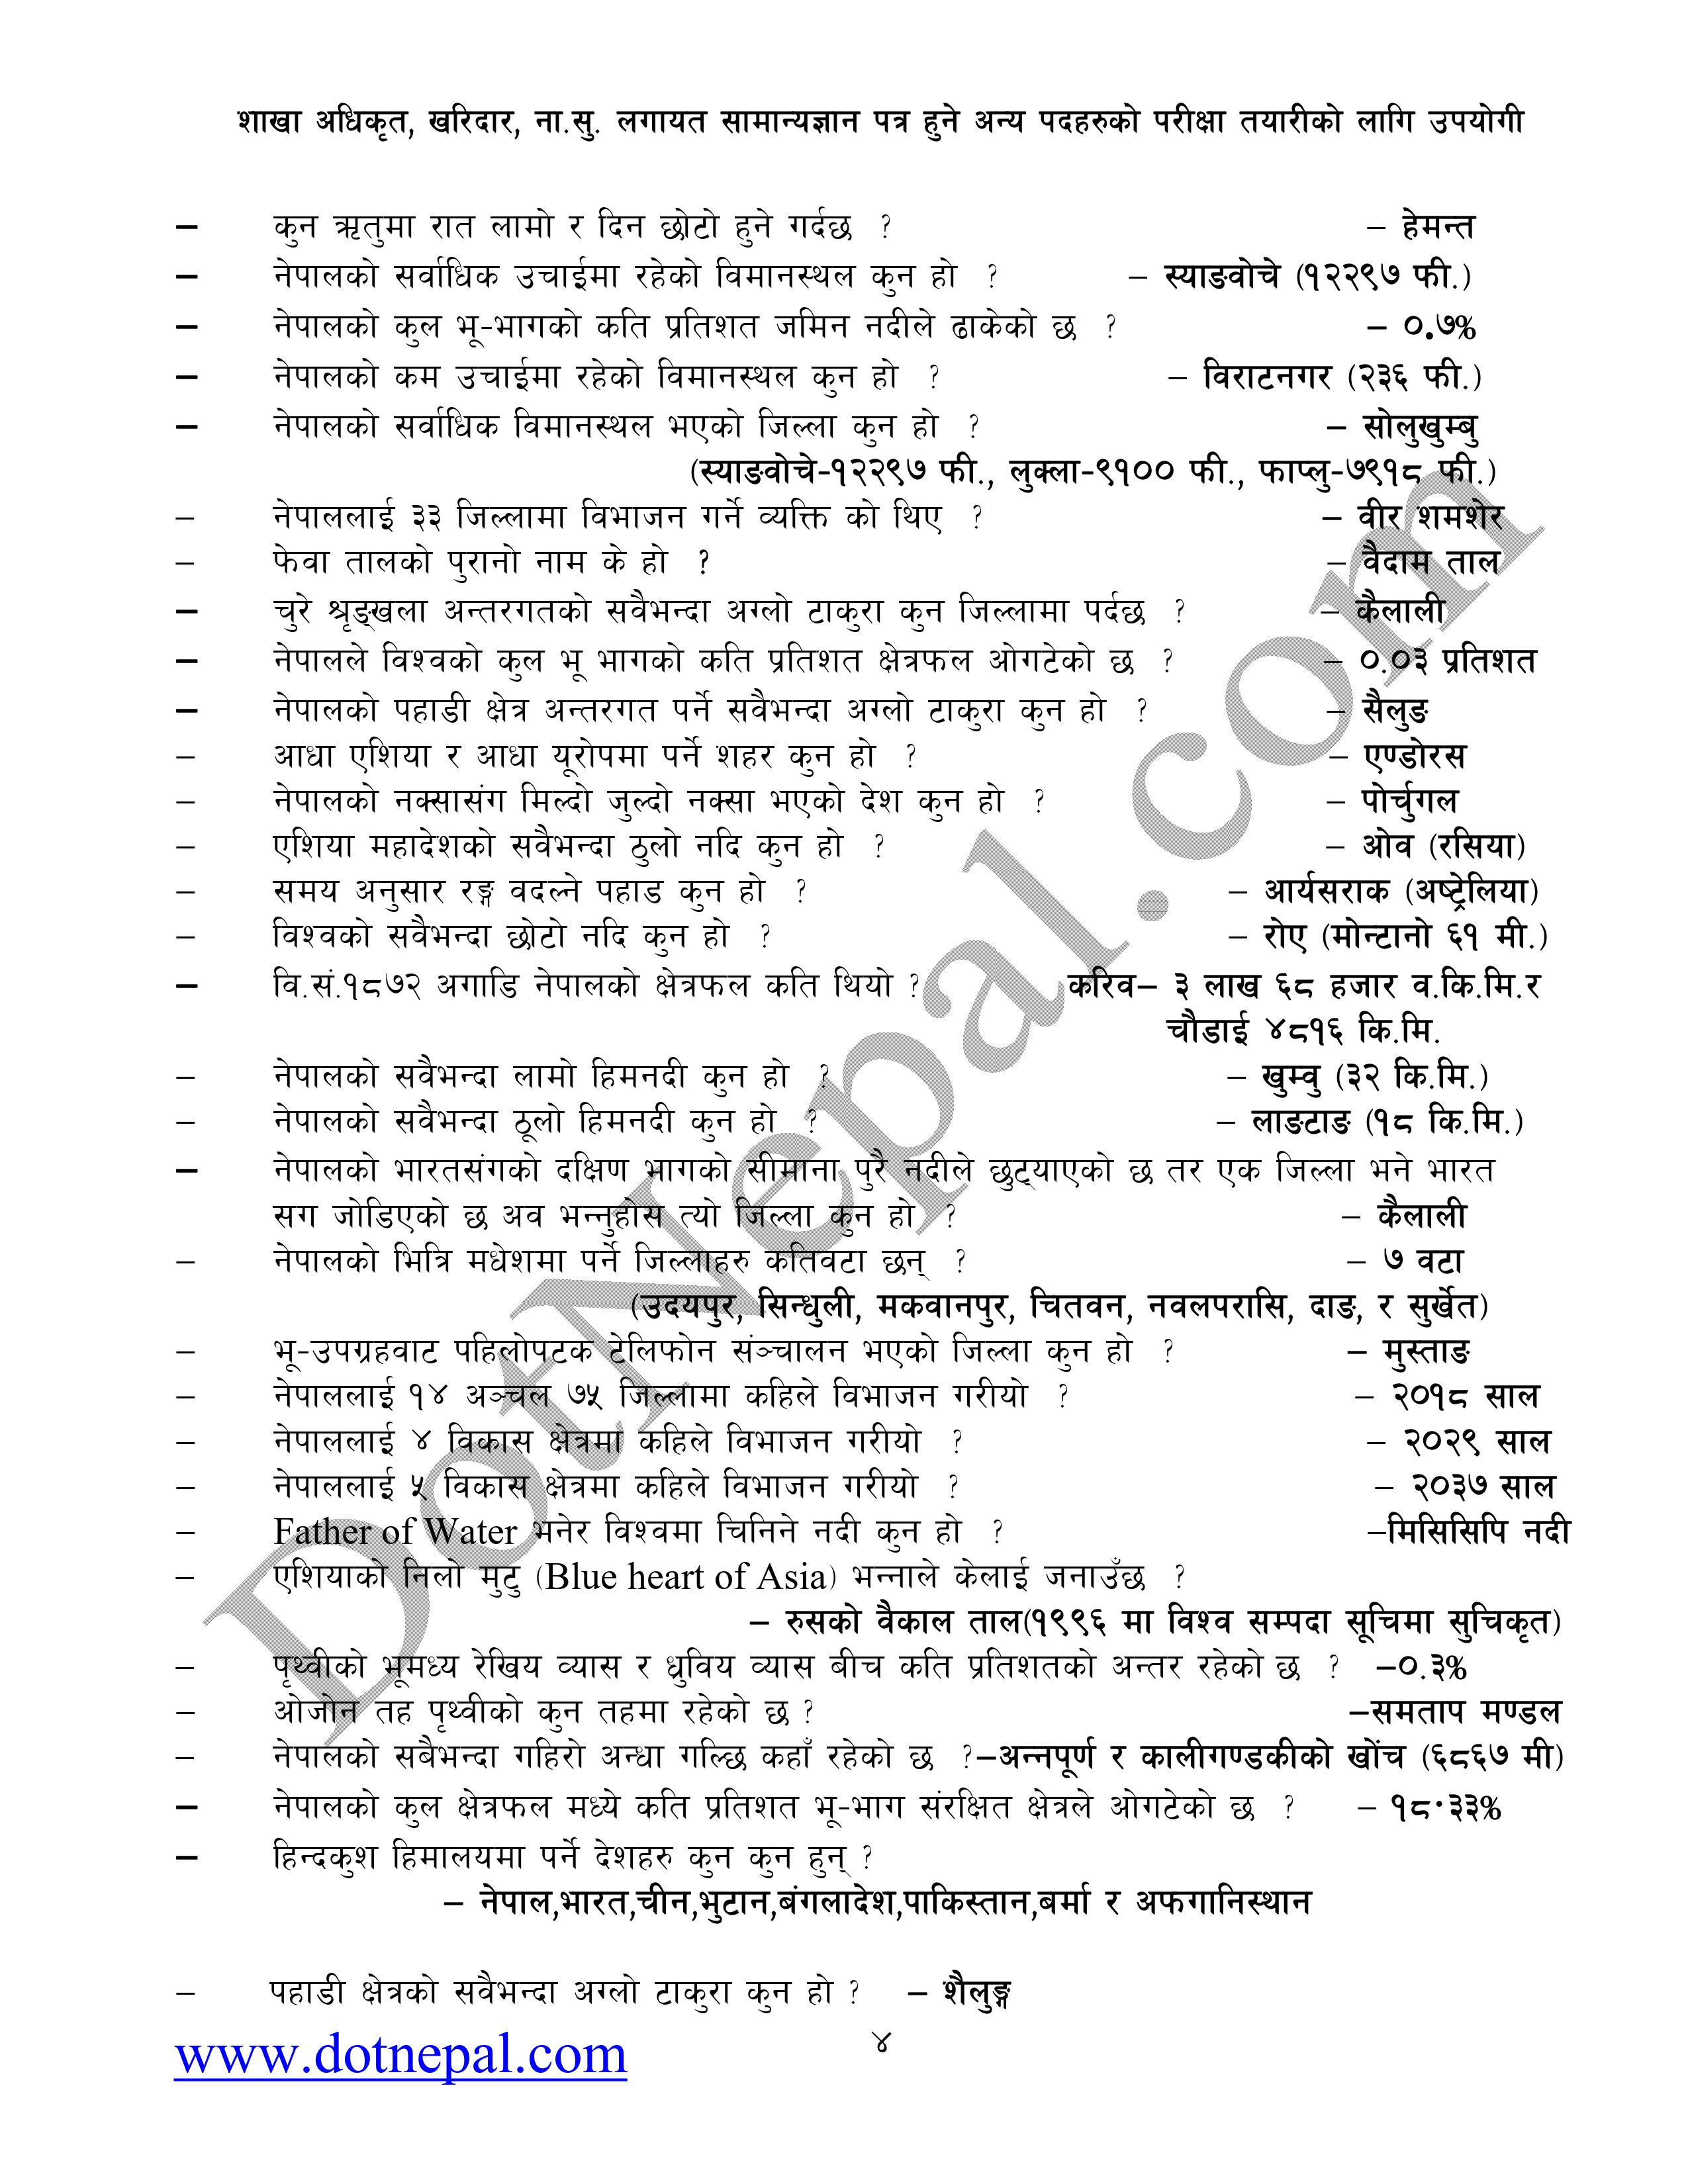 शाखा अधिकृत, खरिदार, ना.सु. लगायत सामान्यज्ञान पत्र हुने अन्य पदहरुको परीक्षा तयारीको लागि उपयोगी
– कुन ऋतुमा रात लामो र दिन छोटो हुने गर्दछ ? – हेमन्त
– नेपालको सर्वाधिक उचाईमा रहेको विमानस्थल कुन हो ? – स्याङवोचे (१२२९७ फी.)
– नेपालको कुल भू-भागको कति प्रतिशत जमिन नदीले ढाकेको छ ? – ०.७%
– नेपालको कम उचाईमा रहेको विमानस्थल कुन हो ? – विराटनगर (२३६ फी.)
– नेपालको सर्वाधिक विमानस्थल भएको जिल्ला कुन हो ? – सोलुखुम्बु
(स्याङवोचे-१२२९७ फी., लुक्ला-९१०० फी., फाप्लु-७९१८ फी.)
– नेपाललाई ३३ जिल्लामा विभाजन गर्ने व्यक्ति को थिए ? – वीर शमशेर
– फेवा तालको पुरानो नाम के हो ? – वैदाम ताल
– चुरे श्रृङ्खला अन्तरगतको सवैभन्दा अग्लो टाकुरा कुन जिल्लामा पर्दछ ? – कैलाली
– नेपालले विश्वको कुल भू भागको कति प्रतिशत क्षेत्रफल ओगटेको छ ? – ०.०३ प्रतिशत
– नेपालको पहाडी क्षेत्र अन्तरगत पर्ने सवैभन्दा अग्लो टाकुरा कुन हो ? – सैलुङ
– आधा एशिया र आधा यूरोपमा पर्ने शहर कुन हो ? – एण्डोरस
– नेपालको नक्सासंग मिल्दो जुल्दो नक्सा भएको देश कुन हो ? – पोर्चुगल
– एशिया महादेशको सवैभन्दा ठुलो नदि कुन हो ? – ओव (रसिया)
– समय अनुसार रङ्ग वदल्ने पहाड कुन हो ? – आर्यसराक (अष्ट्रेलिया)
– विश्वको सवैभन्दा छोटो नदि कुन हो ? – रोए (मोन्टानो ६१ मी.)
– वि.सं.१८७२ अगाडि नेपालको क्षेत्रफल कति थियो ? करिव– ३ लाख ६८ हजार व.कि.मि.र
चौडाई ४८१६ कि.मि.
– नेपालको सवैभन्दा लामो हिमनदी कुन हो ? – खुम्वु (३२ कि.मि.)
– नेपालको सवैभन्दा ठूलो हिमनदी कुन हो ? – लाङटाङ (१८ कि.मि.)
– नेपालको भारतसंगको दक्षिण भागको सीमाना पुरै नदीले छुट्याएको छ तर एक जिल्ला भने भारत
सग जोडिएको छ अव भन्नुहोस त्यो जिल्ला कुन हो ? – कैलाली
– नेपालको भित्रि मधेशमा पर्ने जिल्लाहरु कतिवटा छन् ? – ७ वटा
(उदयपुर, सिन्धुली, मकवानपुर, चितवन, नवलपरासि, दाङ, र सुर्खेत)
– भू-उपग्रहवाट पहिलोपटक टेलिफोन संञ्चालन भएको जिल्ला कुन हो ? – मुस्ताङ
– नेपाललाई १४ अञ्चल ७५ जिल्लामा कहिले विभाजन गरीयो ? – २०१८ साल
– नेपाललाई ४ विकास क्षेत्रमा कहिले विभाजन गरीयो ? – २०२९ साल
– नेपाललाई ५ विकास क्षेत्रमा कहिले विभाजन गरीयो ? – २०३७ साल
– Father of Water भनेर विश्वमा चिनिने नदी कुन हो ? –मिसिसिपि नदी
– एशियाको निलो मुटु (Blue heart of Asia) भन्नाले केलाई जनाउँछ ?
– रुसको वैकाल ताल(१९९६ मा विश्व सम्पदा सूचिमा सुचिकृत)
– पृथ्वीको भूमध्य रेखिय व्यास र ध्रुविय व्यास बीच कति प्रतिशतको अन्तर रहेको छ ? –०.३%
– ओजोन तह पृथ्वीको कुन तहमा रहेको छ ? –समताप मण्डल
– नेपालको सबैभन्दा गहिरो अन्धा गल्छि कहाँ रहेको छ ?–अन्नपूर्ण र कालीगण्डकीको खोंच (६८६७ मी)
– नेपालको कुल क्षेत्रफल मध्ये कति प्रतिशत भू-भाग संरक्षित क्षेत्रले ओगटेको छ ? – १८·३३%
– हिन्दकुश हिमालयमा पर्ने देशहरु कुन कुन हुन् ?
– नेपाल,भारत,चीन,भुटान,बंगलादेश,पाकिस्तान,बर्मा र अफगानिस्थान
– पहाडी क्षेत्रको सवैभन्दा अग्लो टाकुरा कुन हो ? – शैलुङ्ग
www.dotnepal.com ४
DotNepal.com